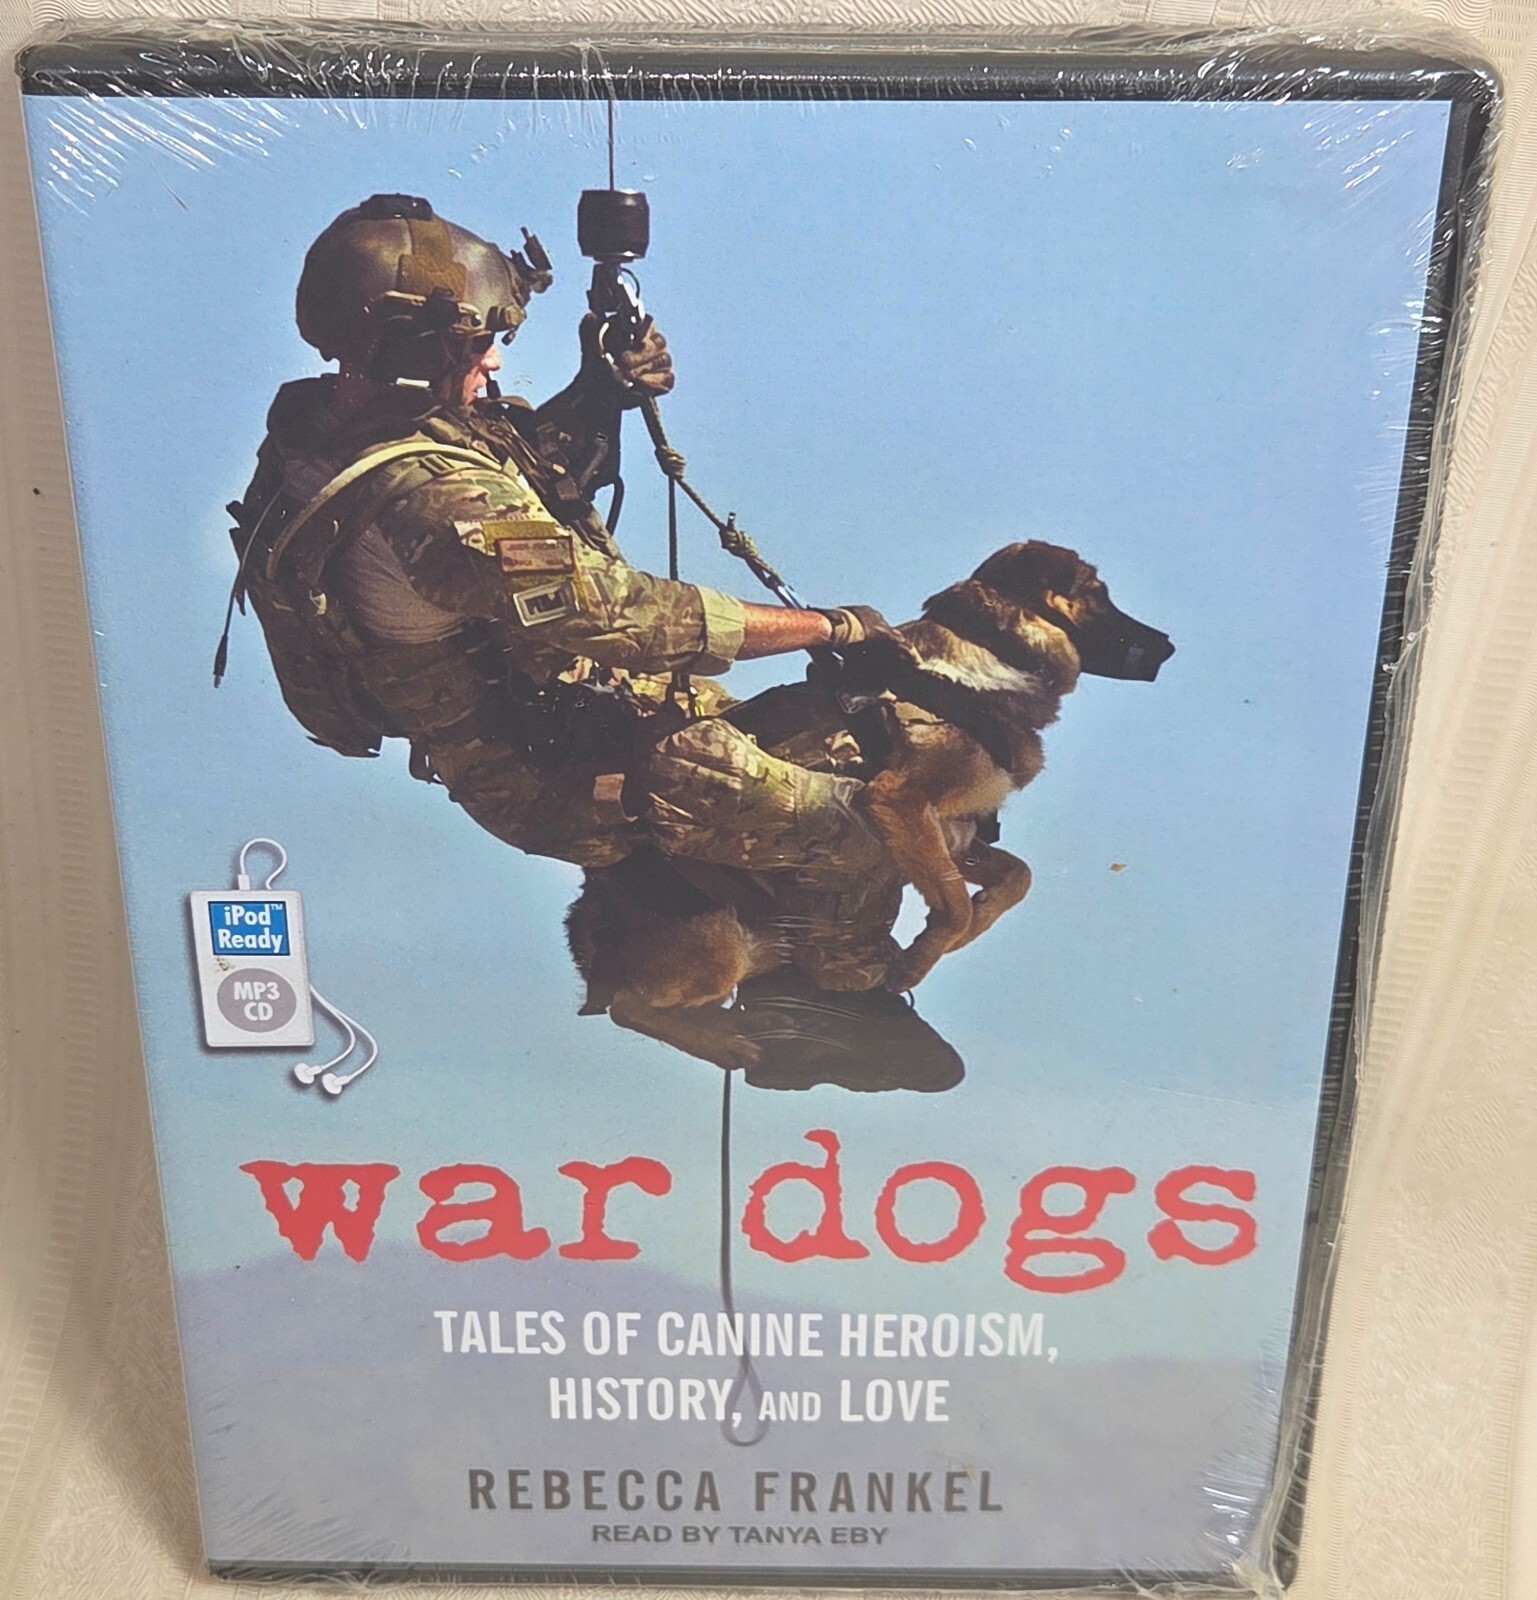 iPod™
Ready
MP3
CD
war dogs
TALES OF CANINE HEROISM,
HISTORY, AND LOVE
REBECCA FRANKEL
READ BY TANYA EBY